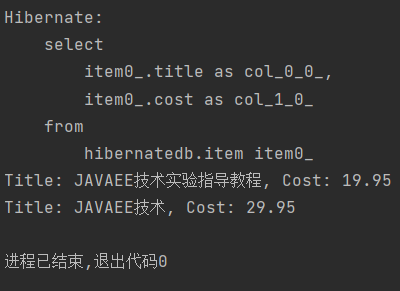 Hibernate:
select
item0_.title as col_0_0_,
item0_.cost as col_1_0_
from
hibernatedb.item item0_
Title: JAVAEE技术实验指导教程, Cost: 19.95
Title: JAVAEE技术, Cost: 29.95
进程已结束,退出代码0